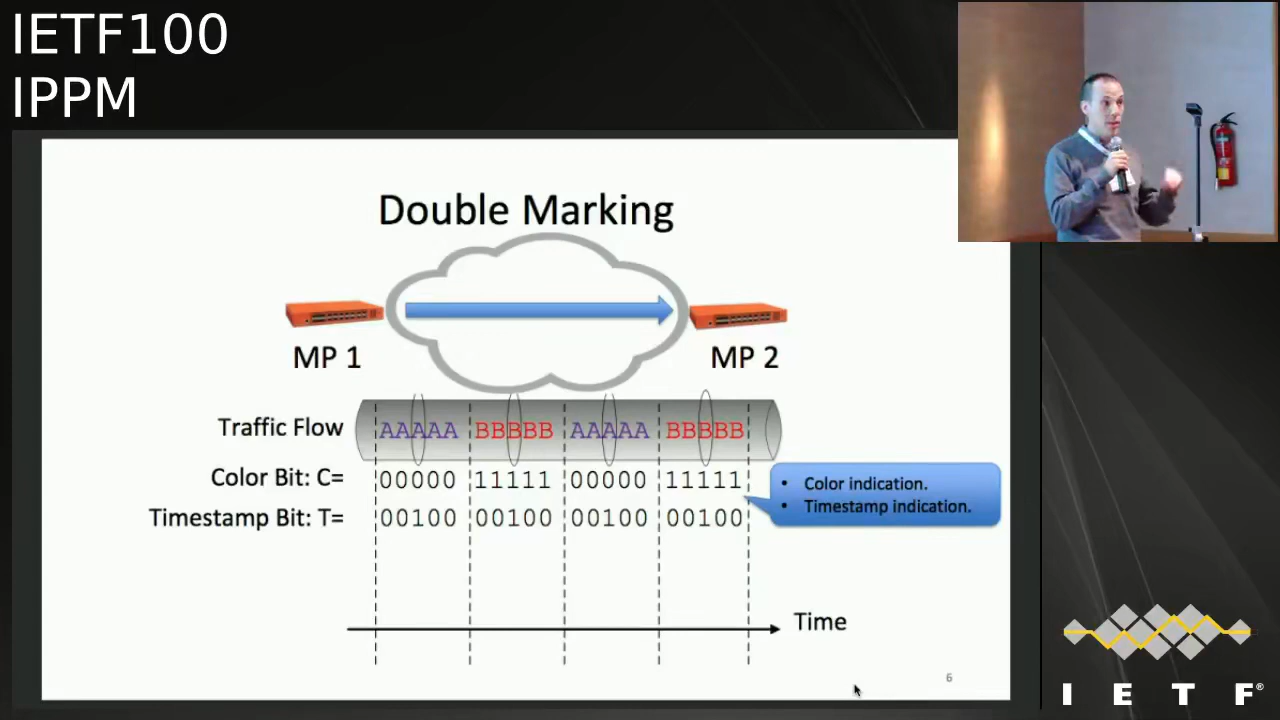 IETF100
IPPM
Double Marking
MP 1
MP 2
Traffic Flow
AAAAA BBBBB AAAAA BBBBB
Color Bit: C= 00000 11111 00000 11111
Timestamp Bit: T= 00100 00100 00100 00100
• Color indication.
• Timestamp indication.
Time
6
I E T F®